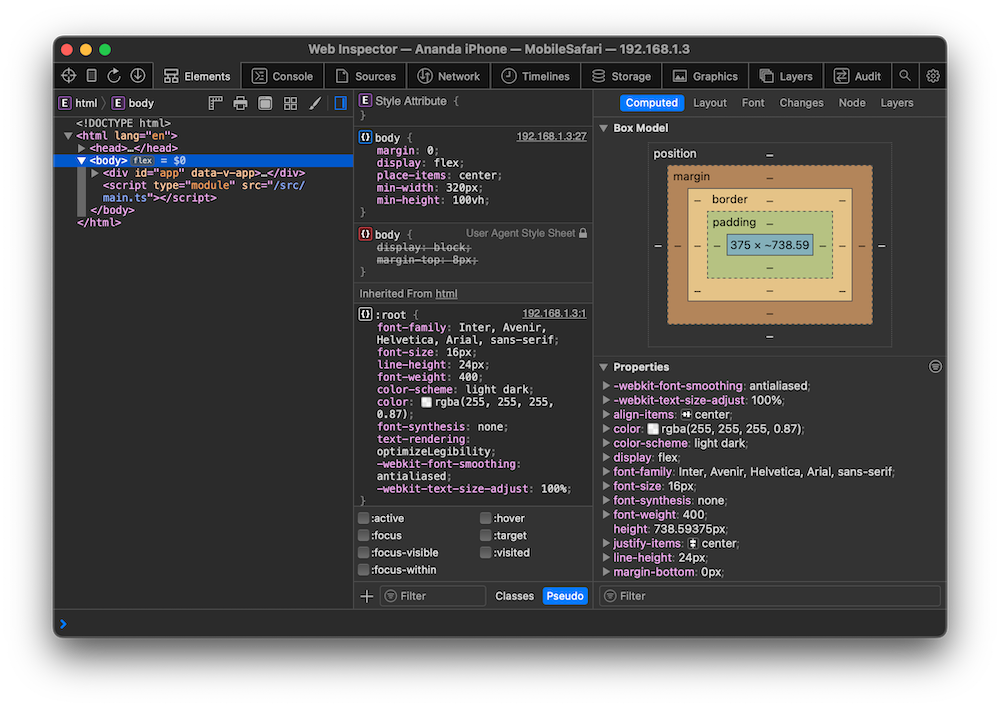 Web Inspector — Ananda iPhone — MobileSafari — 192.168.1.3
Elements Console Sources Network Timelines Storage Graphics Layers Audit
E html 〉 E body
<!DOCTYPE html>
<html lang="en">
<head>…</head>
<body> flex = $0
<div id="app" data-v-app>…</div>
<script type="module" src="/src/
main.ts"></script>
</body>
</html>
E Style Attribute {
}
{} body { 192.168.1.3:27
margin: 0;
display: flex;
place-items: center;
min-width: 320px;
min-height: 100vh;
}
{} body { User Agent Style Sheet
display: block;
margin-top: 8px;
}
Inherited From html
{} :root { 192.168.1.3:1
font-family: Inter, Avenir,
Helvetica, Arial, sans-serif;
font-size: 16px;
line-height: 24px;
font-weight: 400;
color-scheme: light dark;
color: rgba(255, 255, 255,
0.87);
font-synthesis: none;
text-rendering:
optimizeLegibility;
-webkit-font-smoothing:
antialiased;
-webkit-text-size-adjust: 100%;
}
:active :hover
:focus :target
:focus-visible :visited
:focus-within
+ Filter Classes Pseudo
Computed Layout Font Change​s Node Layers
Box Model
position –
margin –
– border – –
padding –
– – – – 375 × ~738.59 – – – –
–
– – –
–
–
Properties
-webkit-font-smoothing: antialiased;
-webkit-text-size-adjust: 100%;
align-items: center;
color: rgba(255, 255, 255, 0.87);
color-scheme: light dark;
display: flex;
font-family: Inter, Avenir, Helvetica, Arial, sans-serif;
font-size: 16px;
font-synthesis: none;
font-weight: 400;
height: 738.59375px;
justify-items: center;
line-height: 24px;
margin-bottom: 0px;
Filter